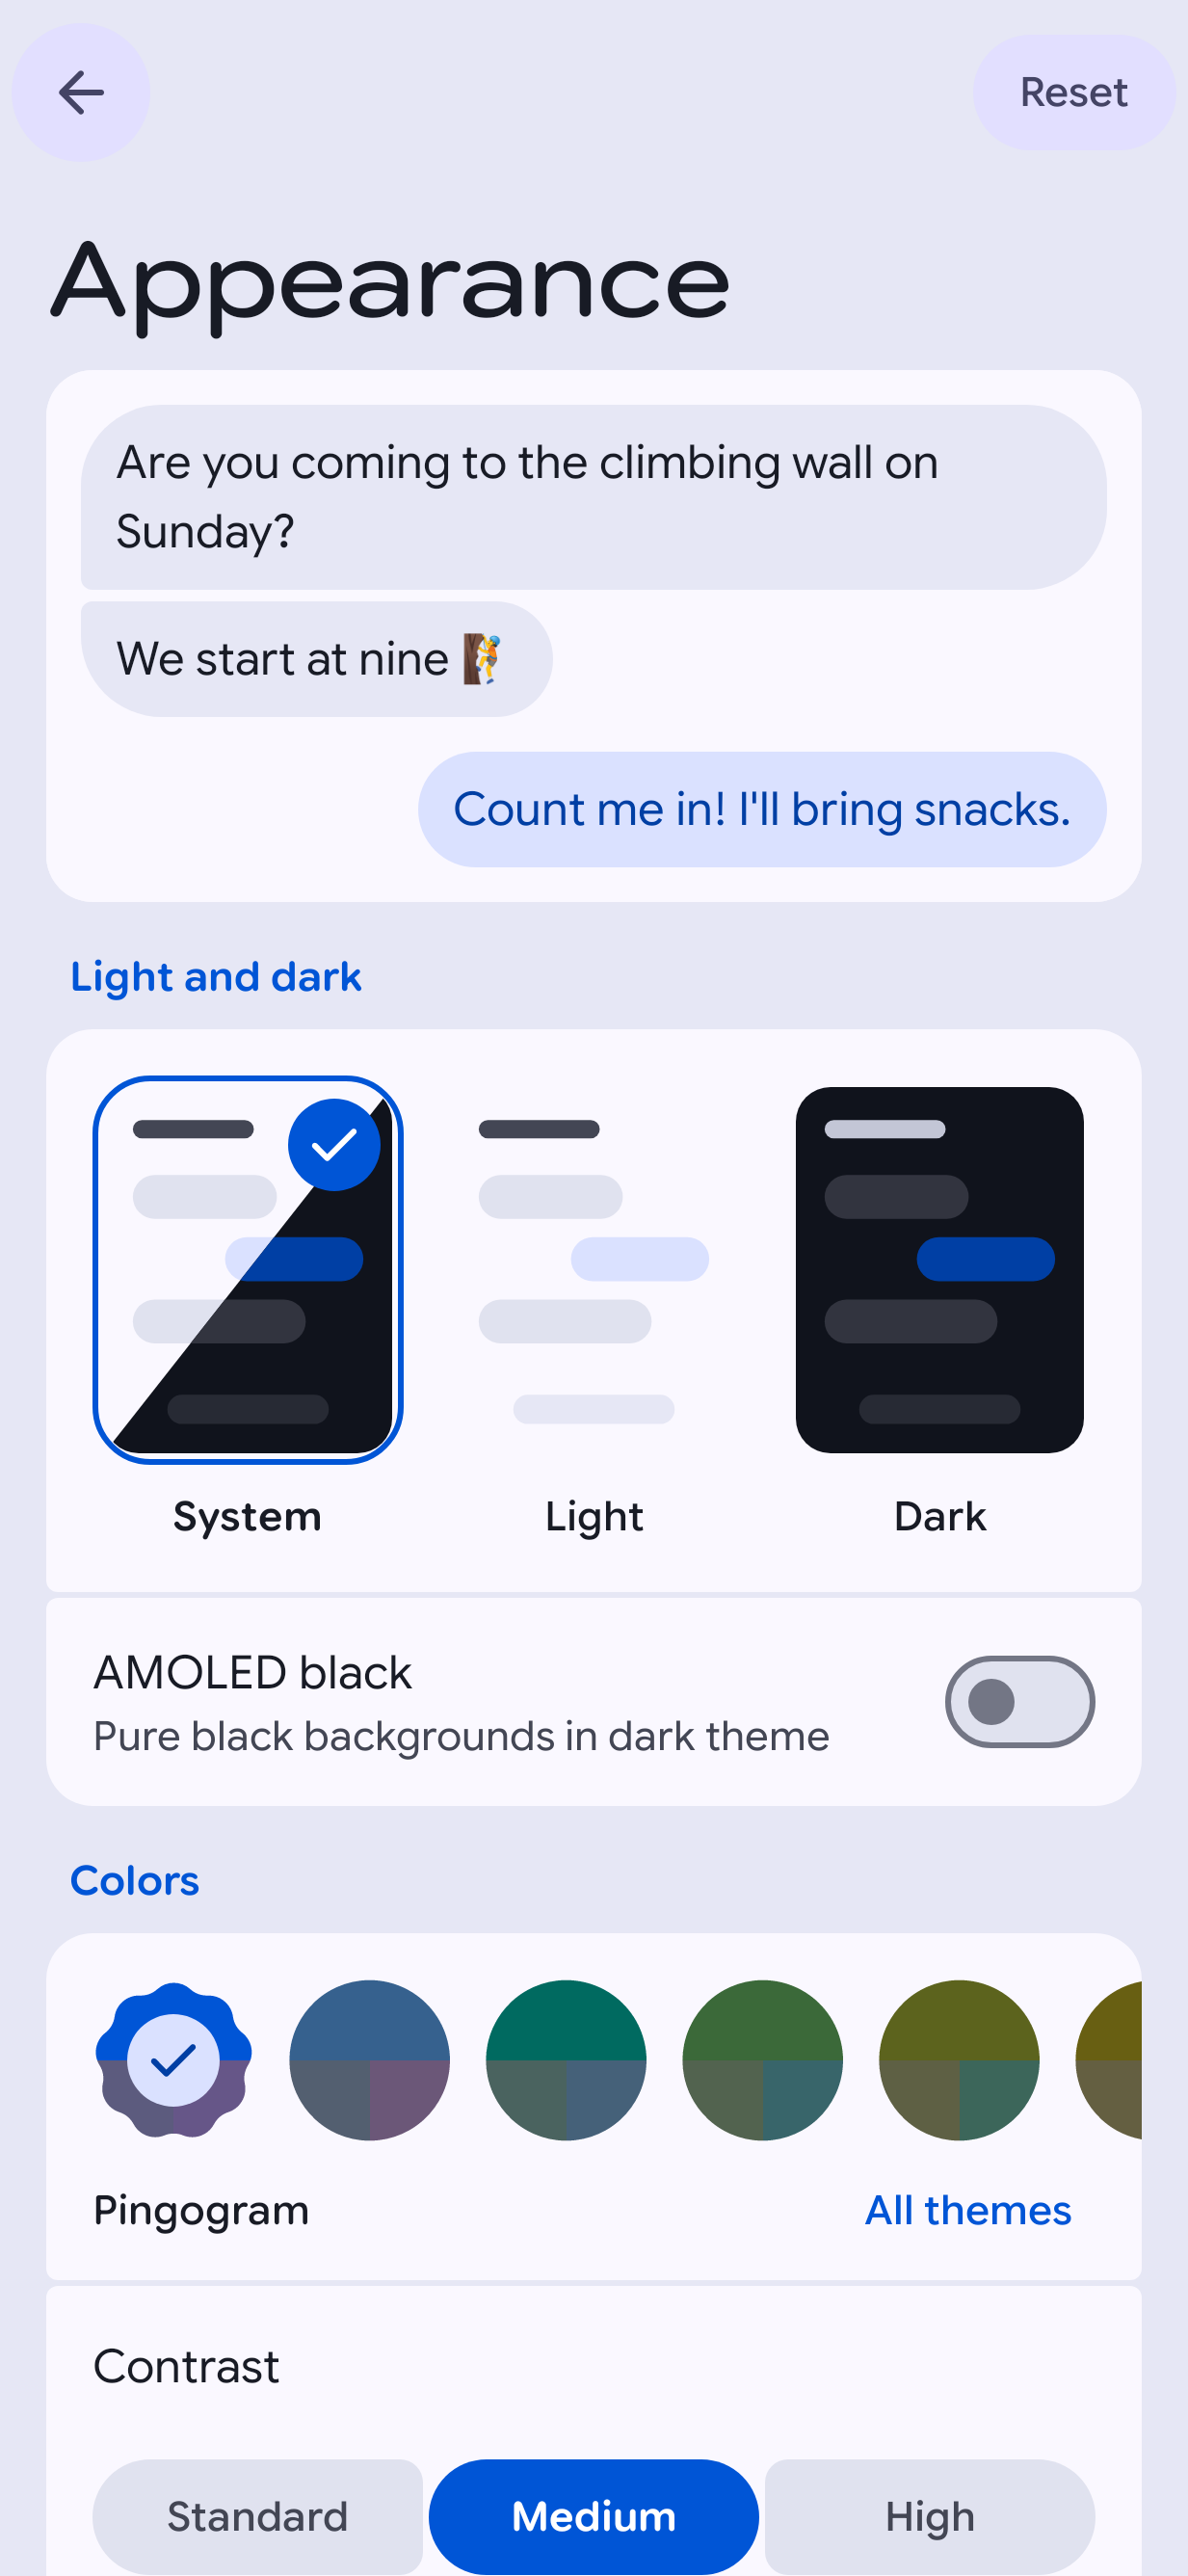 Reset
Appearance
Are you coming to the climbing wall on
Sunday?
We start at nine 🧗
Count me in! I'll bring snacks.
Light and dark
System
Light
Dark
AMOLED black
Pure black backgrounds in dark theme
Colors
Pingogram
All themes
Contrast
Standard
Medium
High